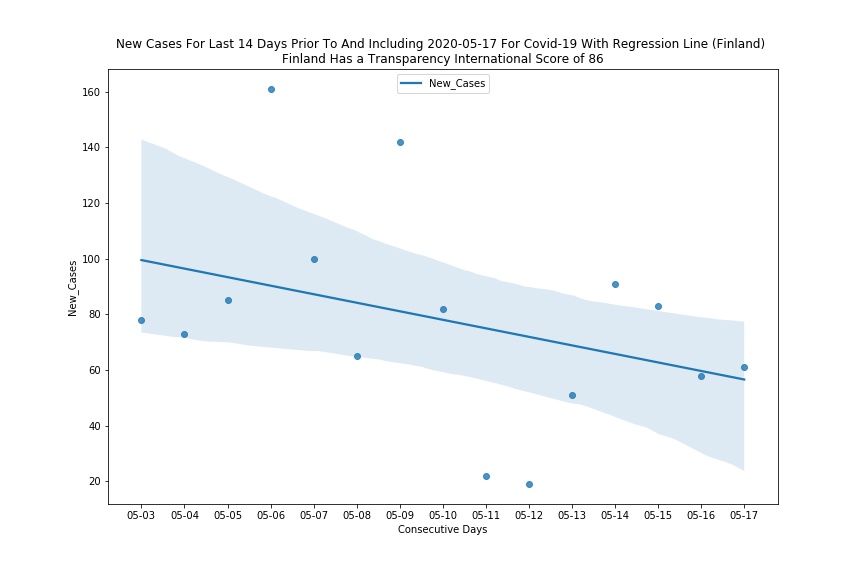 New Cases For Last 14 Days Prior To And Including 2020-05-17 For Covid-19 With Regression Line (Finland)
Finland Has a Transparency International Score of 86
New_Cases
160
140
120
100
80
60
40
20
New_Cases
05-03 05-04 05-05 05-06 05-07 05-08 05-09 05-10 05-11 05-12 05-13 05-14 05-15 05-16 05-17
Consecutive Days